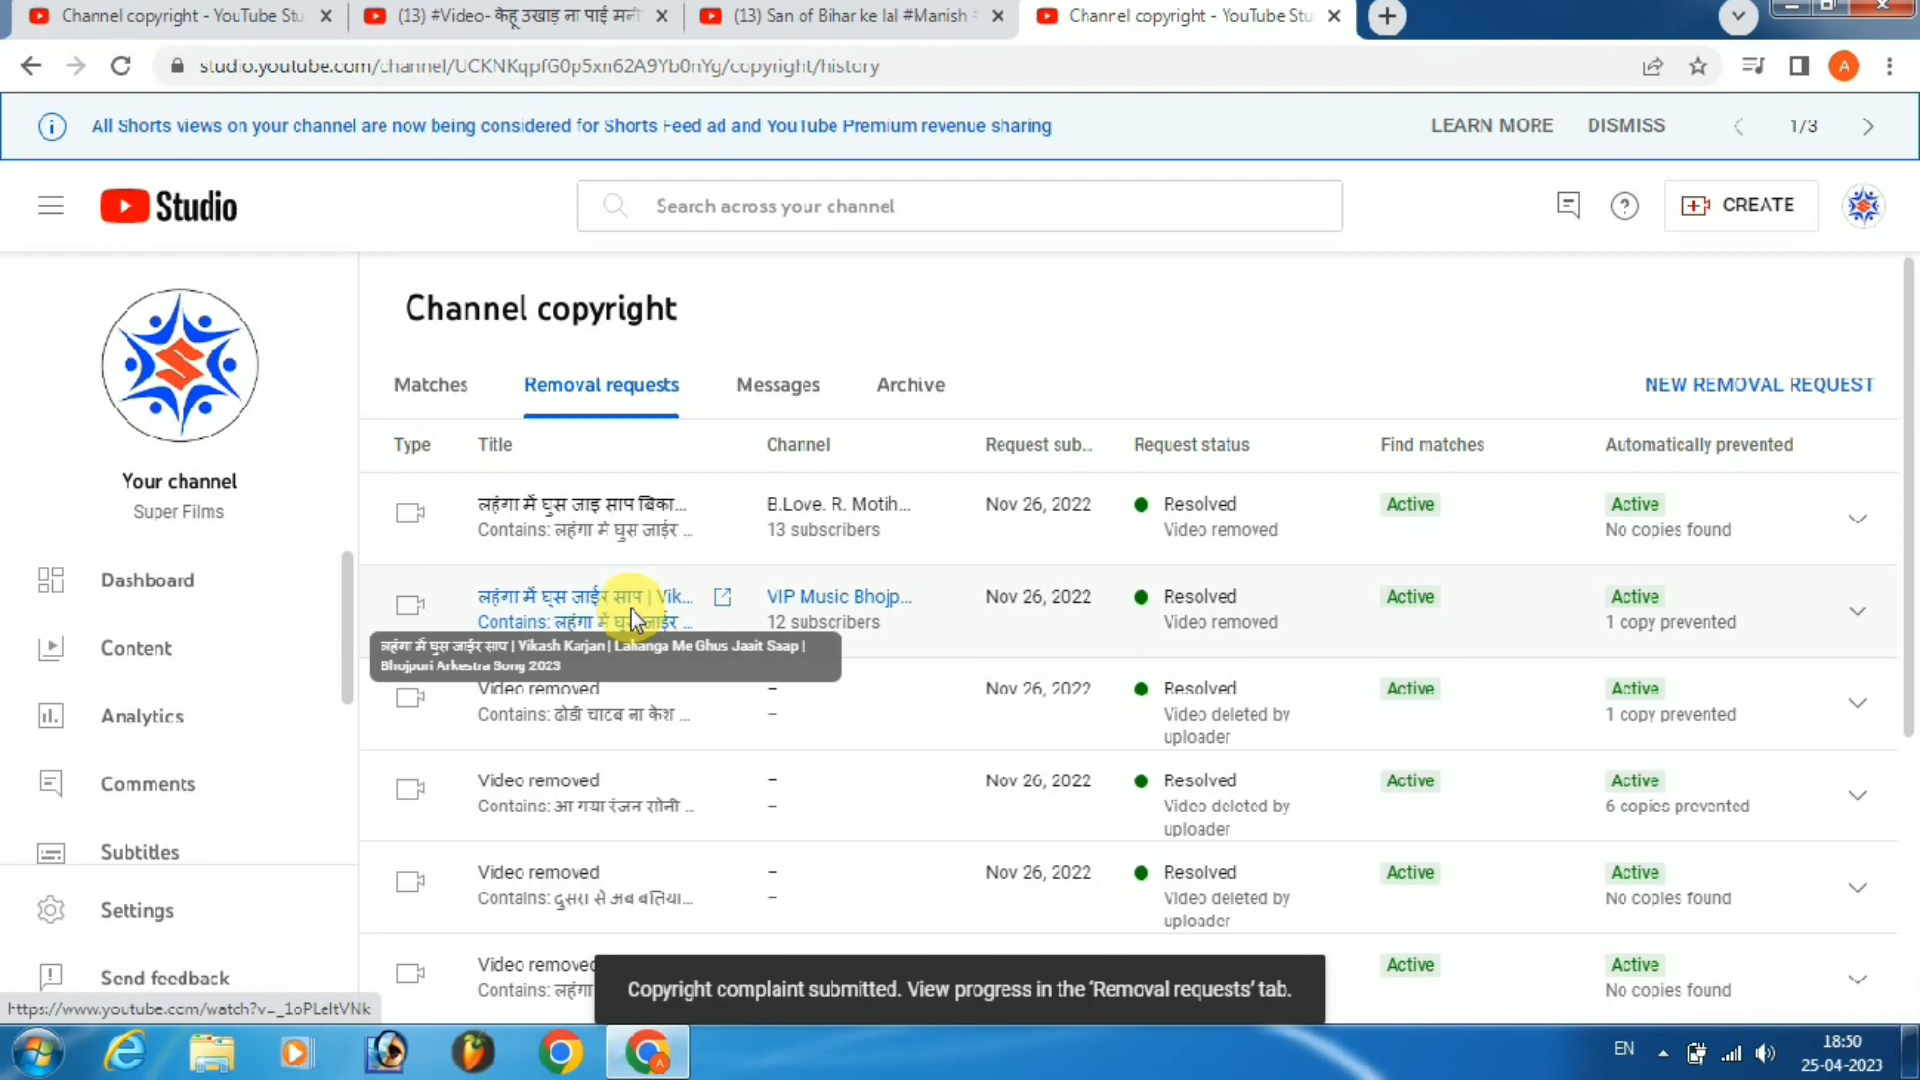 Channel copyright - YouTube Stu
(13) #Video- केहू उखाड़ ना पाई मनी
(13) San of Bihar ke lal #Manish
Channel copyright - YouTube Stu
studio.youtube.com/channel/UCKNKqpfG0p5xn62A9Yb0nYg/copyright/history
A
All Shorts views on your channel are now being considered for Shorts Feed ad and YouTube Premium revenue sharing
LEARN MORE
DISMISS
1/3
Studio
Search across your channel
CREATE
Channel copyright
Matches
Removal requests
Messages
Archive
NEW REMOVAL REQUEST
Your channel
Super Films
Dashboard
Content
Analytics
Comments
Subtitles
Settings
Send feedback
Type
Title
Channel
Request sub...
Request status
Find matches
Automatically prevented
लहंगा में घुस जाइ साप बिका...
B.Love. R. Motih...
Nov 26, 2022
Resolved
Active
Active
Contains: लहंगा में घुस जाईर ...
13 subscribers
Video removed
No copies found
लहंगा में घुस जाईर साप | Vik...
VIP Music Bhojp...
Nov 26, 2022
Resolved
Active
Active
Contains: लहंगा में घुस जाईर ...
12 subscribers
Video removed
1 copy prevented
लहंगा में घुस जाईर साप | Vikash Karjan | Lahanga Me Ghus Jaait Saap |
Bhojpuri Arkestra Song 2023
Video removed
–
Nov 26, 2022
Resolved
Active
Active
Contains: ढोडी चाटब ना केश ...
–
Video deleted by
uploader
1 copy prevented
Video removed
–
Nov 26, 2022
Resolved
Active
Active
Contains: आ गया रंजन सोनी ...
–
Video deleted by
uploader
6 copies prevented
Video removed
–
Nov 26, 2022
Resolved
Active
Active
Contains: दुसरा से अब बतिया...
–
Video deleted by
uploader
No copies found
Video removed
Active
Active
Contains: लहंगा
No copies found
Copyright complaint submitted. View progress in the 'Removal requests' tab.
https://www.youtube.com/watch?v=_1oPLeItVNk
EN
18:50
25-04-2023